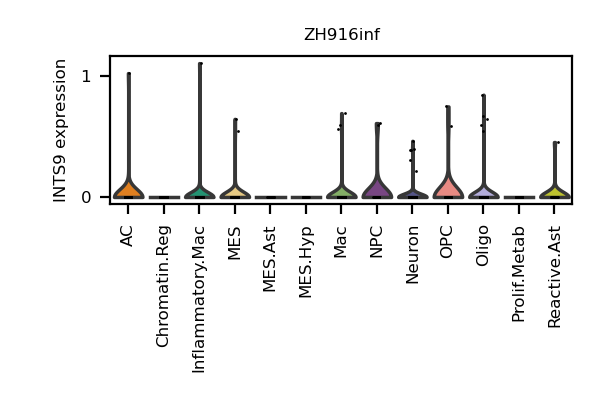 ZH916inf
INTS9 expression
1
0
AC
Chromatin.Reg
Inflammatory.Mac
MES
MES.Ast
MES.Hyp
Mac
NPC
Neuron
OPC
Oligo
Prolif.Metab
Reactive.Ast